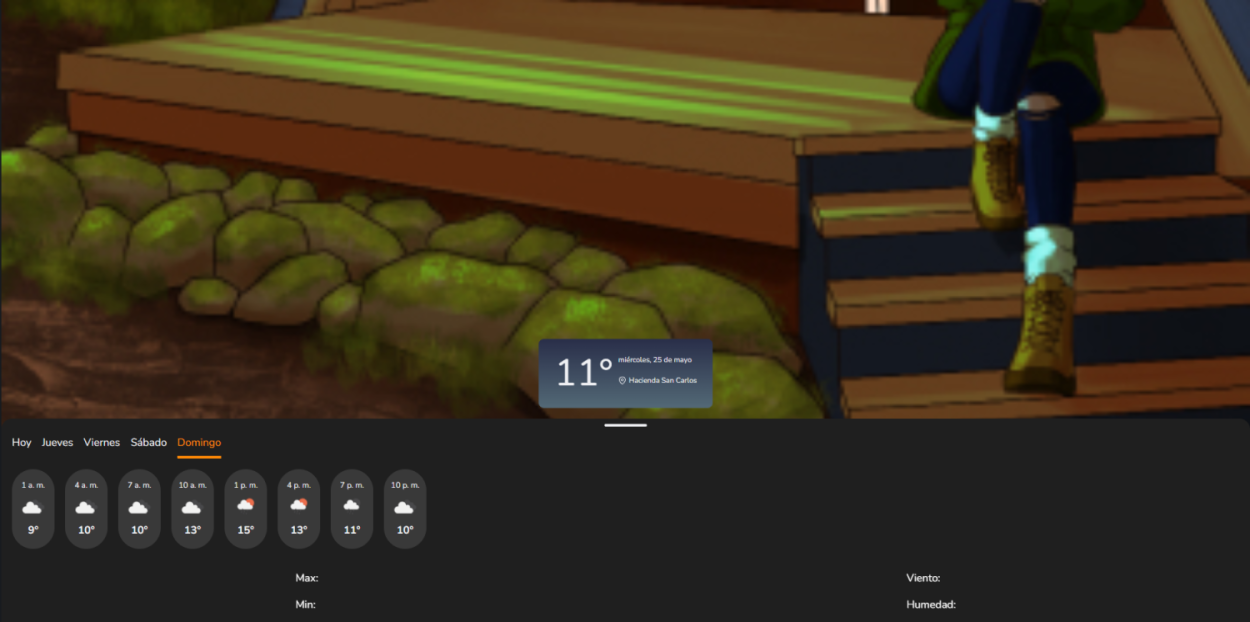 11° miércoles, 25 de mayo
Hacienda San Carlos
Hoy Jueves Viernes Sábado Domingo
1 a. m. 4 a. m. 7 a. m. 10 a. m. 1 p. m. 4 p. m. 7 p. m. 10 p. m.
9° 10° 10° 13° 15° 13° 11° 10°
Max: Viento:
Min: Humedad: